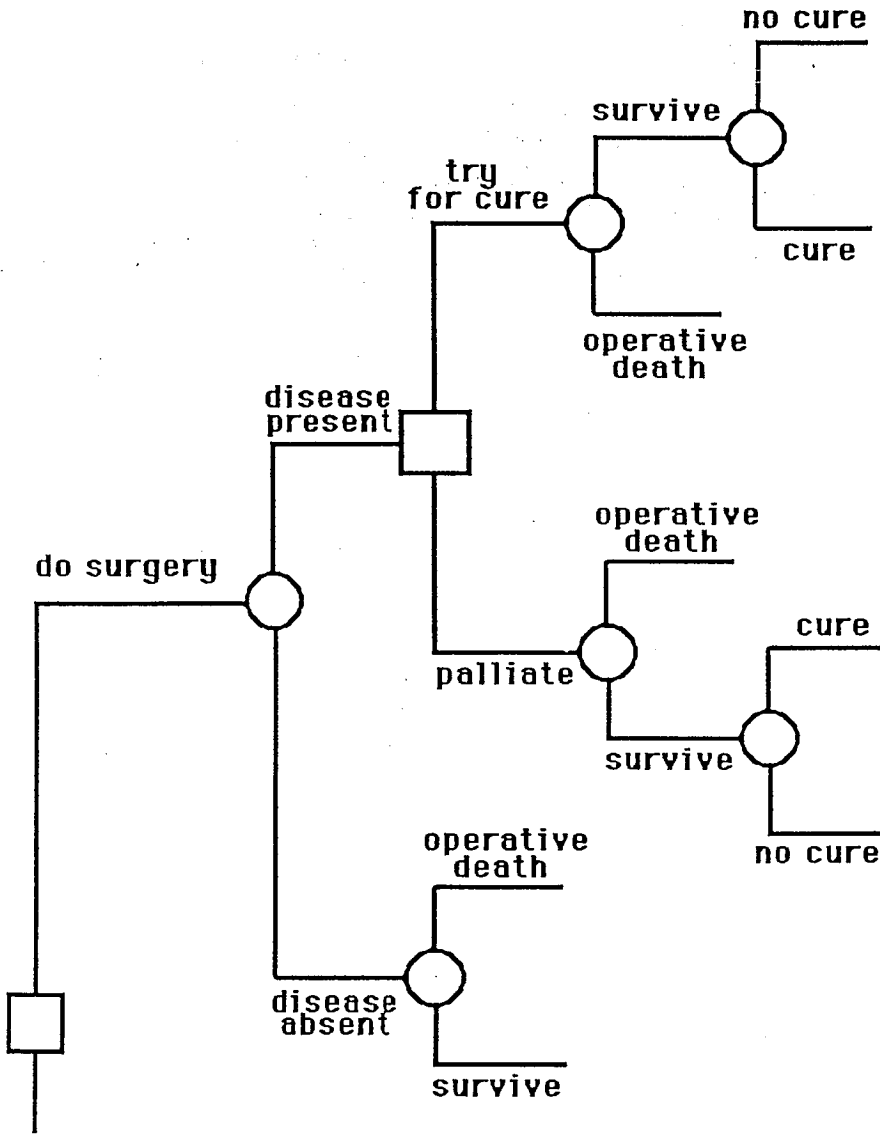 no cure
survive
try
for cure
cure
operative
death
disease
present
operative
death
do surgery
cure
palliate
survive
operative
death
no cure
disease
absent
survive